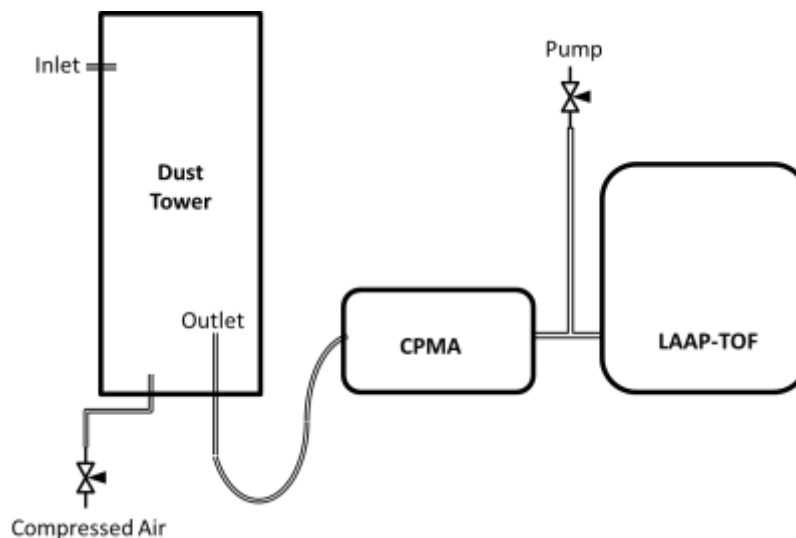 Pump
Inlet
Dust
Tower
Outlet
CPMA
LAAP-TOF
Compressed Air